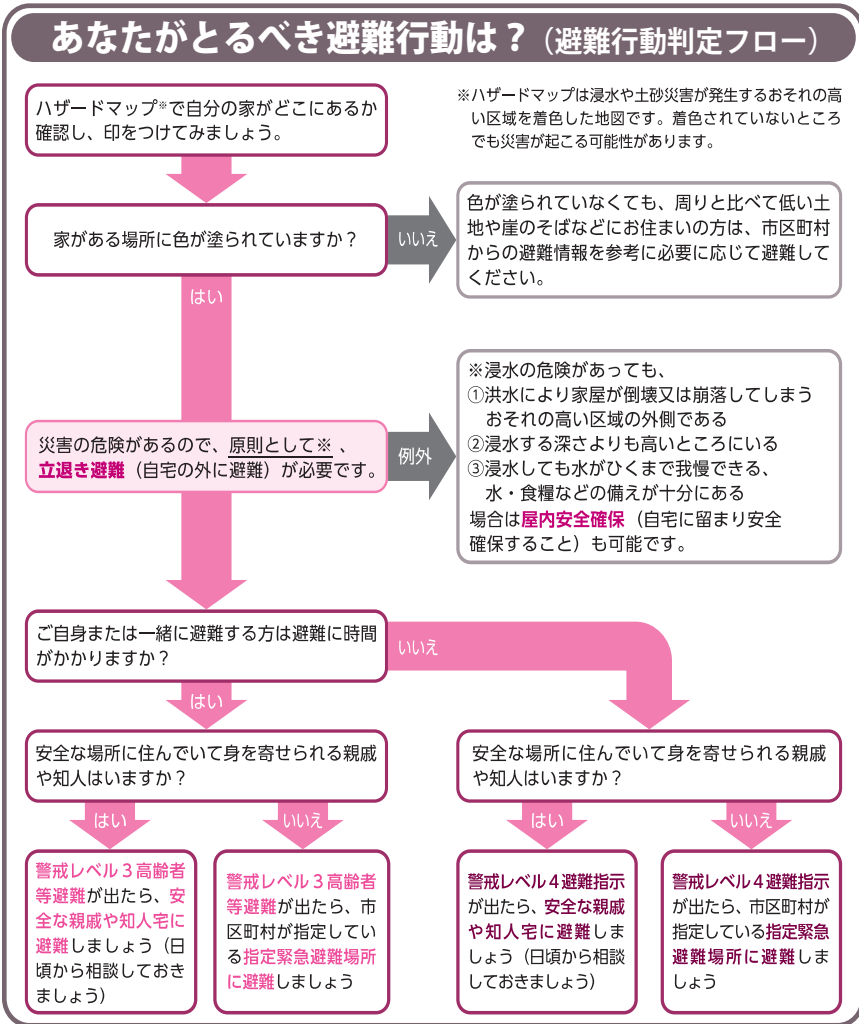 あなたがとるべき避難行動は？（避難行動判定フロー）
ハザードマップ※で自分の家がどこにあるか
確認し、印をつけてみましょう。
※ハザードマップは浸水や土砂災害が発生するおそれの高
い区域を着色した地図です。着色されていないところ
でも災害が起こる可能性があります。
家がある場所に色が塗られていますか？
いいえ
色が塗られていなくても、周りと比べて低い土
地や崖のそばなどにお住まいの方は、市区町村
からの避難情報を参考に必要に応じて避難して
ください。
はい
災害の危険があるので、原則として※、
立退き避難（自宅の外に避難）が必要です。
例外
※浸水の危険があっても、
①洪水により家屋が倒壊又は崩落してしまう
おそれの高い区域の外側である
②浸水する深さよりも高いところにいる
③浸水しても水がひくまで我慢できる、
水・食糧などの備えが十分にある
場合は屋内安全確保（自宅に留まり安全
確保すること）も可能です。
ご自身または一緒に避難する方は避難に時間
がかかりますか？
いいえ
はい
安全な場所に住んでいて身を寄せられる親戚
や知人はいますか？
安全な場所に住んでいて身を寄せられる親戚
や知人はいますか？
はい
いいえ
はい
いいえ
警戒レベル３高齢者
等避難が出たら、安
全な親戚や知人宅に
避難しましょう（日
頃から相談しておき
ましょう）
警戒レベル３高齢者
等避難が出たら、市
区町村が指定してい
る指定緊急避難場所
に避難しましょう
警戒レベル４避難指示
が出たら、安全な親戚
や知人宅に避難しま
しょう（日頃から相談
しておきましょう）
警戒レベル４避難指示
が出たら、市区町村が
指定している指定緊急
避難場所に避難しま
しょう